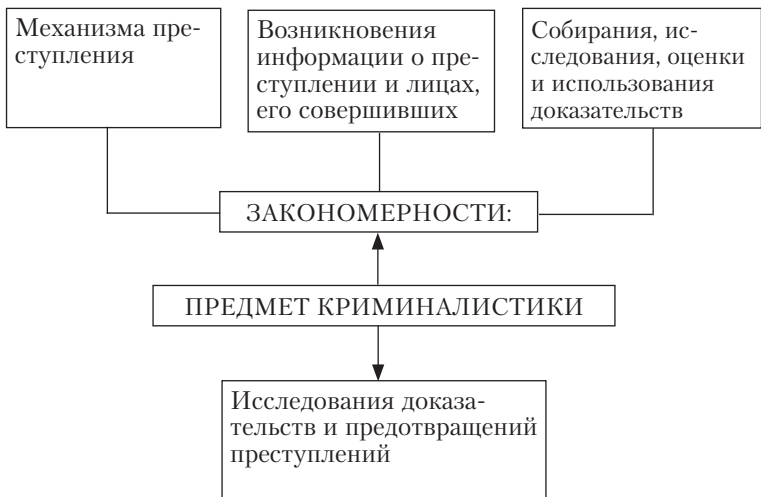 Механизма пре-
ступления
Возникновения
информации о пре-
ступлении и лицах,
его совершивших
Собирания, ис-
следования, оценки
и использования
доказательств
ЗАКОНОМЕРНОСТИ:
ПРЕДМЕТ КРИМИНАЛИСТИКИ
Исследования доказа-
тельств и предотвращений
преступлений